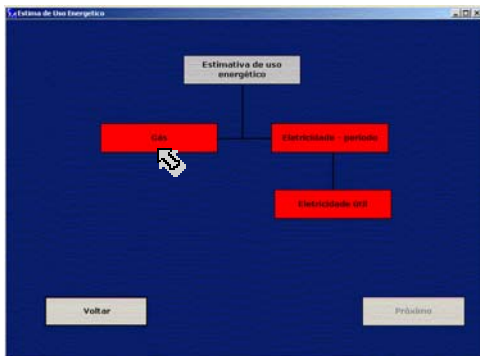 Estima de Uso Energetico
Estimativa de uso
energético
Gás
Eletricidade - período
Eletricidade útil
Voltar
Próximo